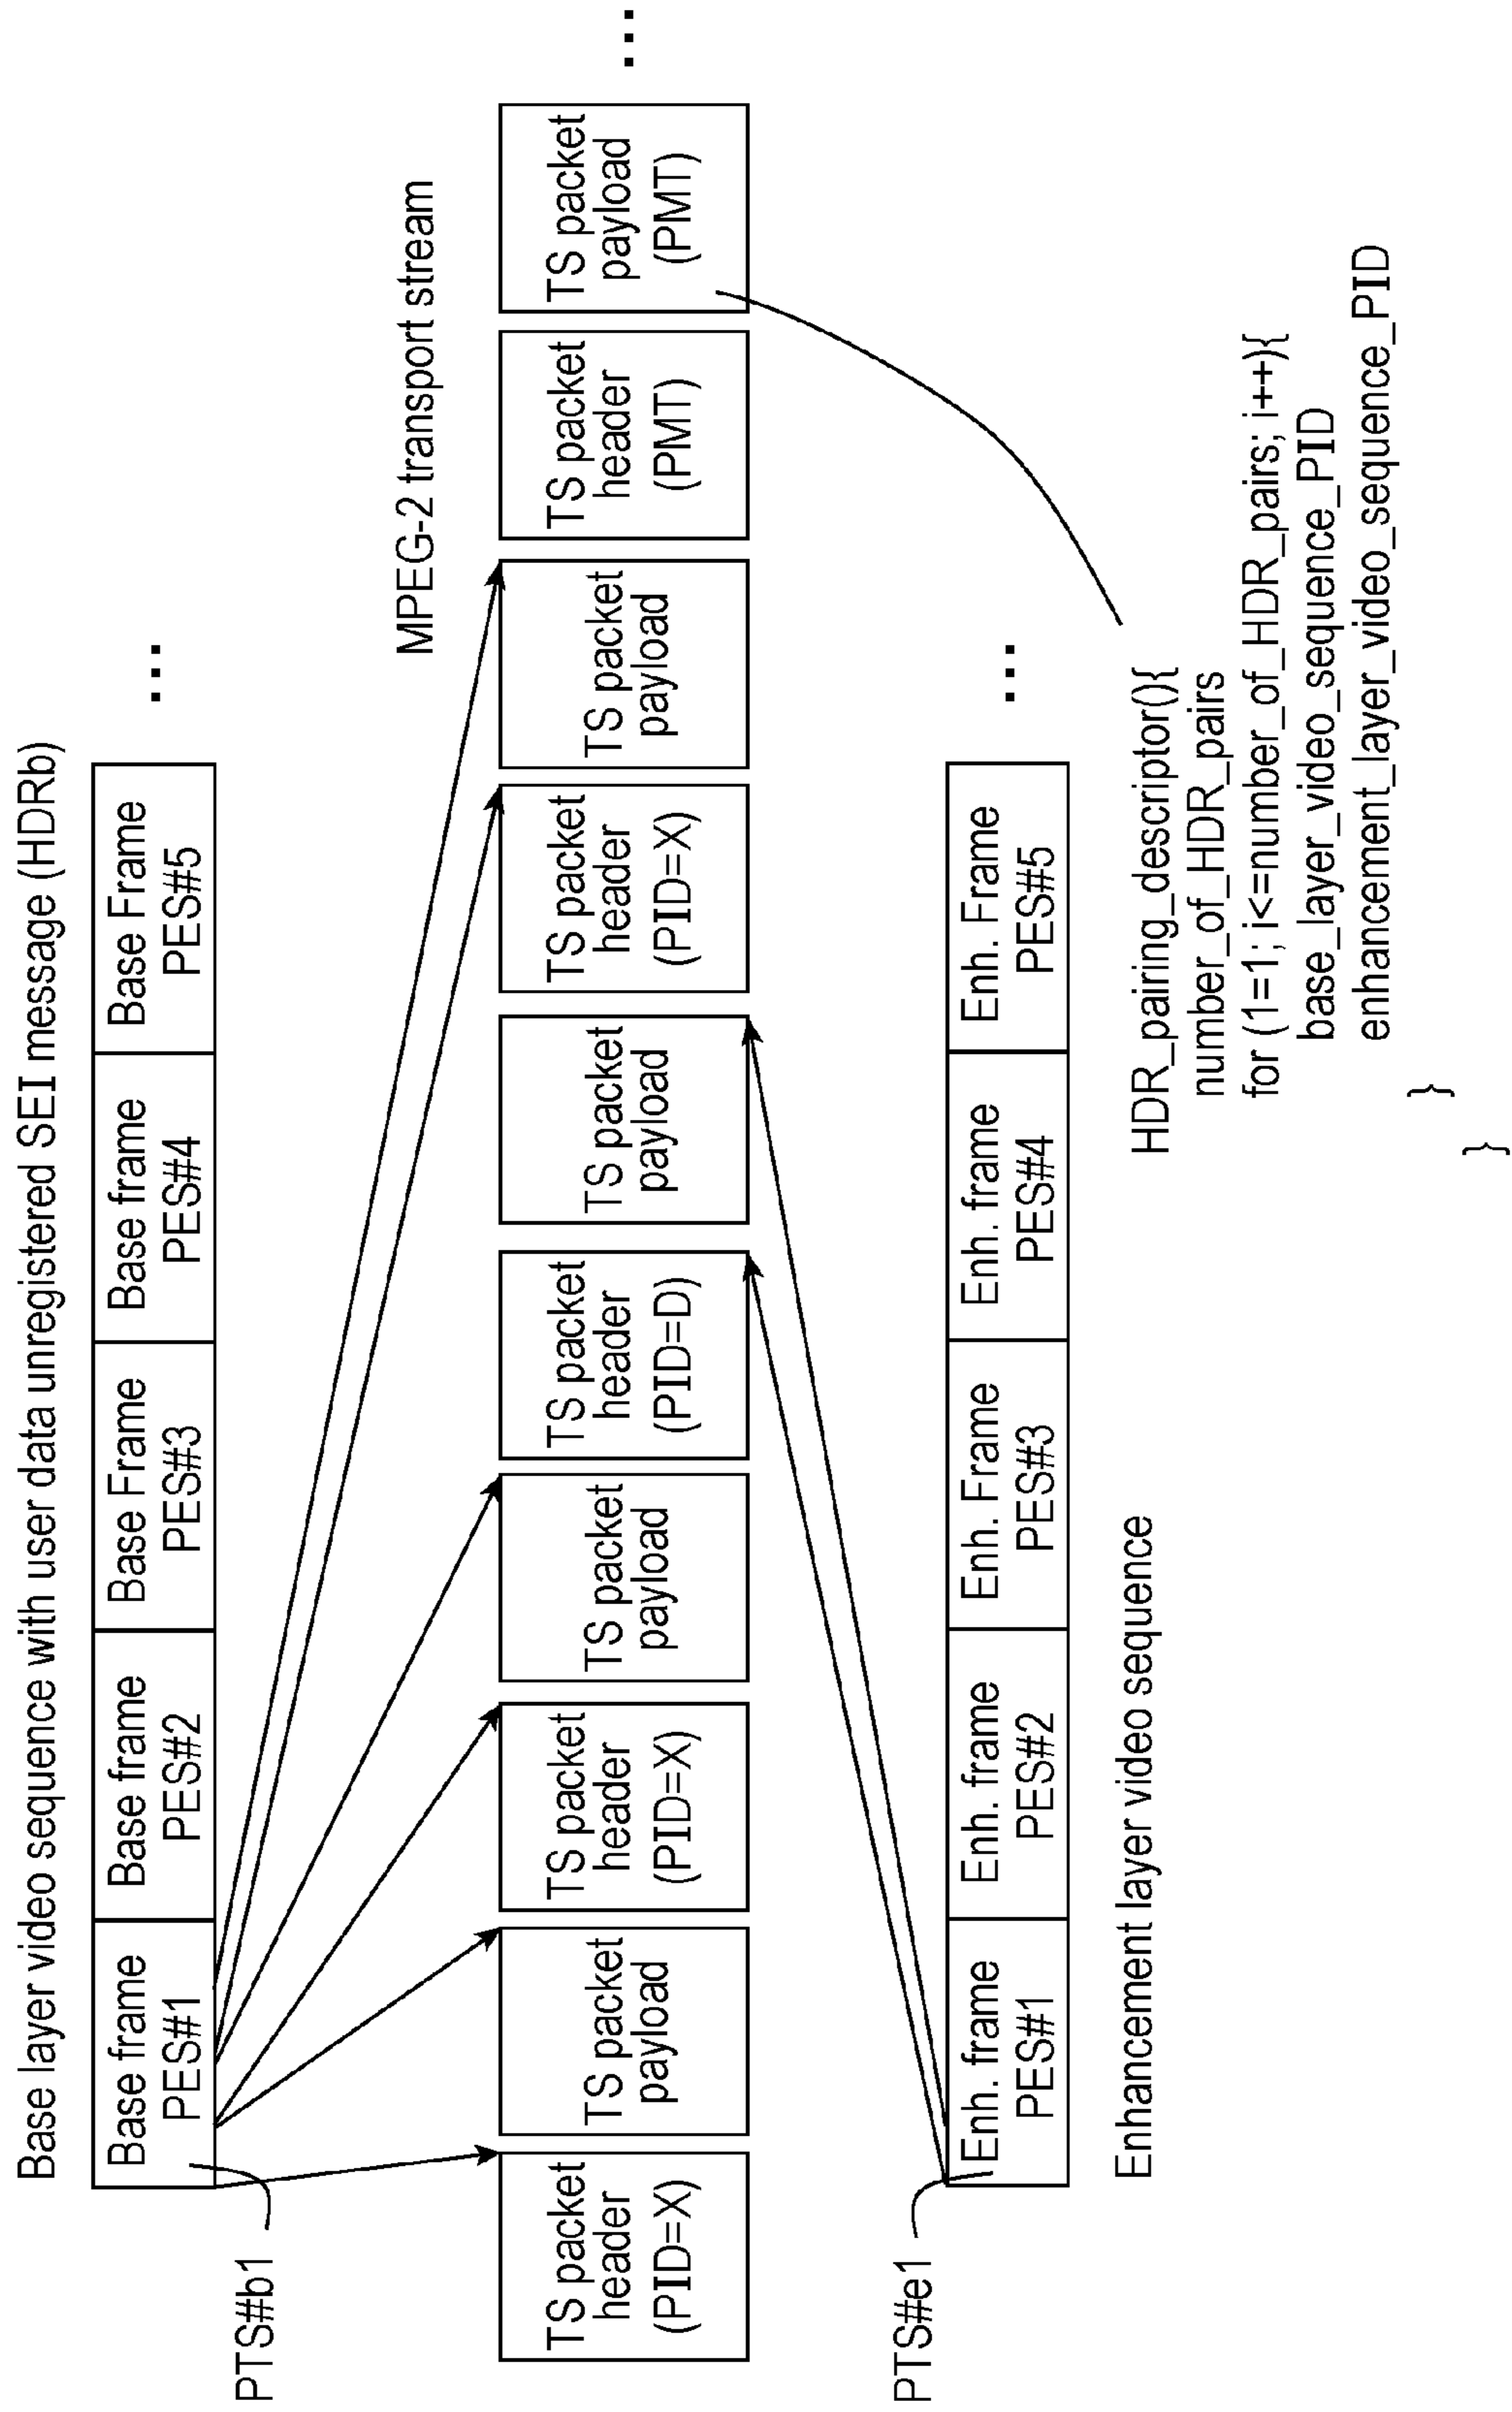 Base layer video sequence with user data unregistered SEI message (HDRb)
Base frame
PES#1
Base frame
PES#2
Base Frame
PES#3
Base frame
PES#4
Base Frame
PES#5
...
PTS#b1
MPEG-2 transport stream
TS packet
header
(PID=X)
TS packet
payload
TS packet
header
(PID=X)
TS packet
payload
TS packet
header
(PID=D)
TS packet
payload
TS packet
header
(PID=X)
TS packet
payload
TS packet
header
(PMT)
TS packet
payload
(PMT)
...
PTS#e1
Enh. frame
PES#1
Enh. frame
PES#2
Enh. Frame
PES#3
Enh. frame
PES#4
Enh. Frame
PES#5
...
Enhancement layer video sequence
HDR_pairing_descriptor(){
number_of_HDR_pairs
for (1=1; i<=number_of_HDR_pairs; i++){
base_layer_video_sequence_PID
enhancement_layer_video_sequence_PID
}
}